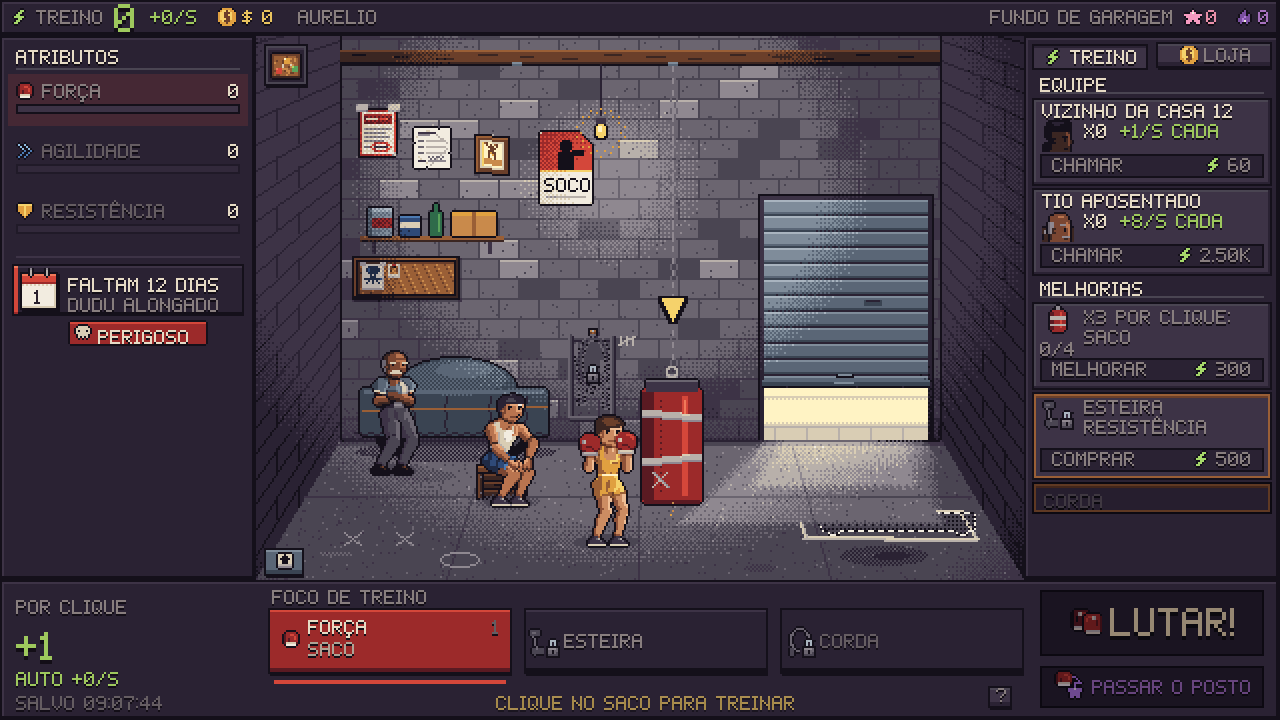 TREINO 0 +0/S $ 0 AURELIO
FUNDO DE GARAGEM 0 0
ATRIBUTOS
FORÇA 0
AGILIDADE 0
RESISTÊNCIA 0
1
FALTAM 12 DIAS
DUDU ALONGADO
PERIGOSO
SOCO
TREINO
LOJA
EQUIPE
VIZINHO DA CASA 12
X0 +1/S CADA
CHAMAR 60
TIO APOSENTADO
X0 +8/S CADA
CHAMAR 2.50K
MELHORIAS
X3 POR CLIQUE:
SACO
0/4
MELHORAR 300
ESTEIRA
RESISTÊNCIA
COMPRAR 500
CORDA
POR CLIQUE
+1
AUTO +0/S
SALVO 09:07:44
FOCO DE TREINO
FORÇA 1
SACO
ESTEIRA
CORDA
CLIQUE NO SACO PARA TREINAR
?
LUTAR!
PASSAR O POSTO